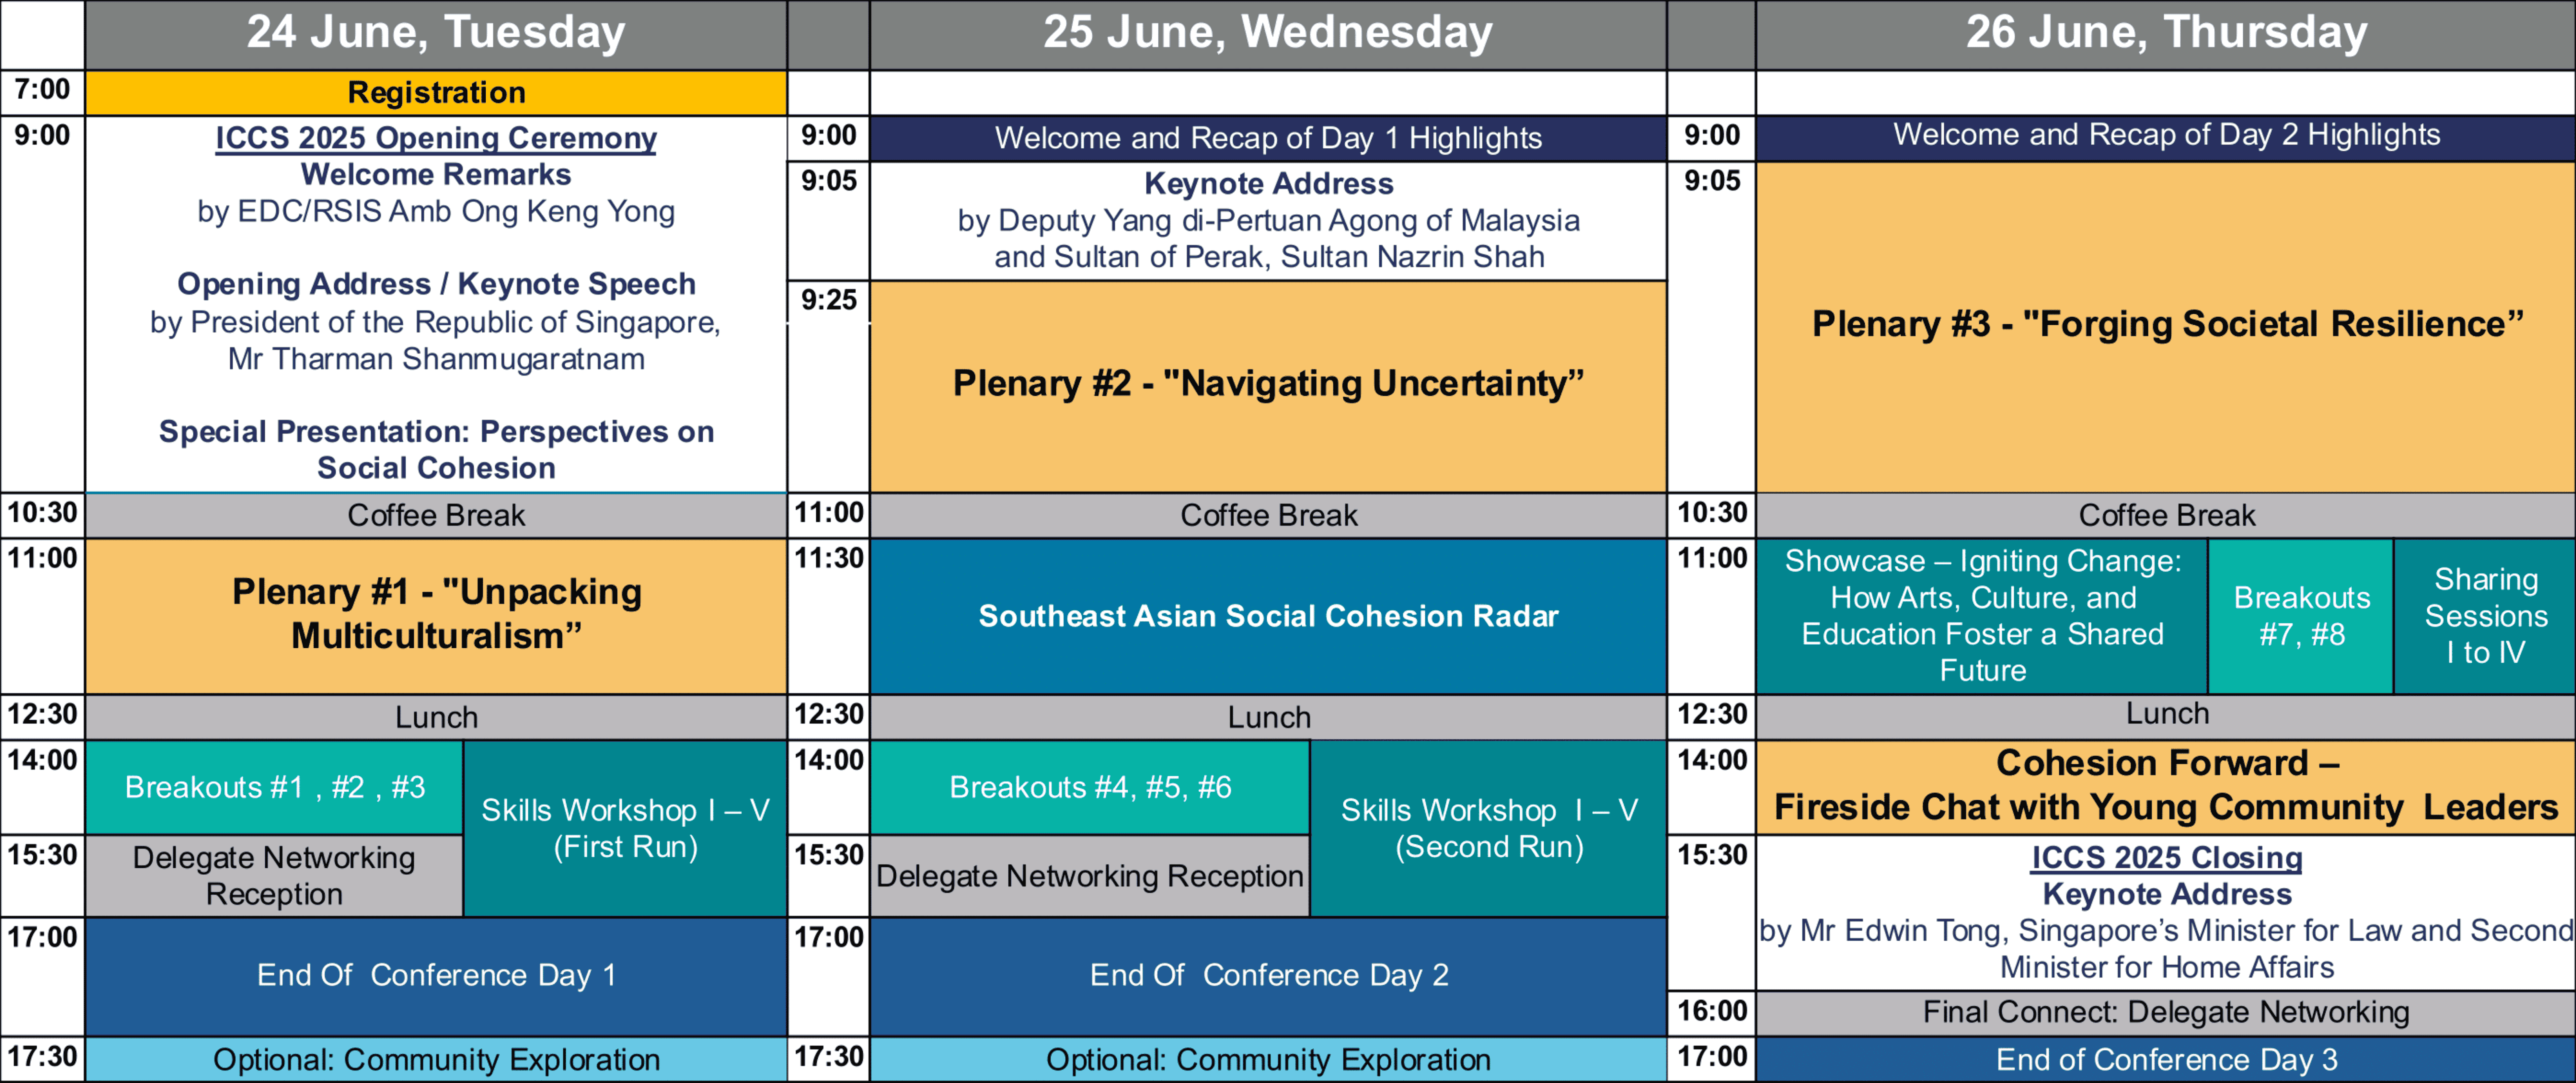 24 June, Tuesday
25 June, Wednesday
26 June, Thursday
7:00
Registration
9:00
ICCS 2025 Opening Ceremony
Welcome Remarks
by EDC/RSIS Amb Ong Keng Yong
Opening Address / Keynote Speech
by President of the Republic of Singapore,
Mr Tharman Shanmugaratnam
Special Presentation: Perspectives on
Social Cohesion
10:30
Coffee Break
11:00
Plenary #1 - "Unpacking
Multiculturalism”
12:30
Lunch
14:00
Breakouts #1 , #2 , #3
Skills Workshop I – V
(First Run)
15:30
Delegate Networking
Reception
17:00
End Of  Conference Day 1
17:30
Optional: Community Exploration
9:00
Welcome and Recap of Day 1 Highlights
9:05
Keynote Address
by Deputy Yang di-Pertuan Agong of Malaysia
and Sultan of Perak, Sultan Nazrin Shah
9:25
Plenary #2 - "Navigating Uncertainty”
11:00
Coffee Break
11:30
Southeast Asian Social Cohesion Radar
12:30
Lunch
14:00
Breakouts #4, #5, #6
Skills Workshop  I – V
(Second Run)
15:30
Delegate Networking Reception
17:00
End Of  Conference Day 2
17:30
Optional: Community Exploration
9:00
Welcome and Recap of Day 2 Highlights
9:05
Plenary #3 - "Forging Societal Resilience”
10:30
Coffee Break
11:00
Showcase – Igniting Change:
How Arts, Culture, and
Education Foster a Shared
Future
Breakouts
#7, #8
Sharing
Sessions
I to IV
12:30
Lunch
14:00
Cohesion Forward –
Fireside Chat with Young Community  Leaders
15:30
ICCS 2025 Closing
Keynote Address
by Mr Edwin Tong, Singapore’s Minister for Law and Second
Minister for Home Affairs
16:00
Final Connect: Delegate Networking
17:00
End of Conference Day 3